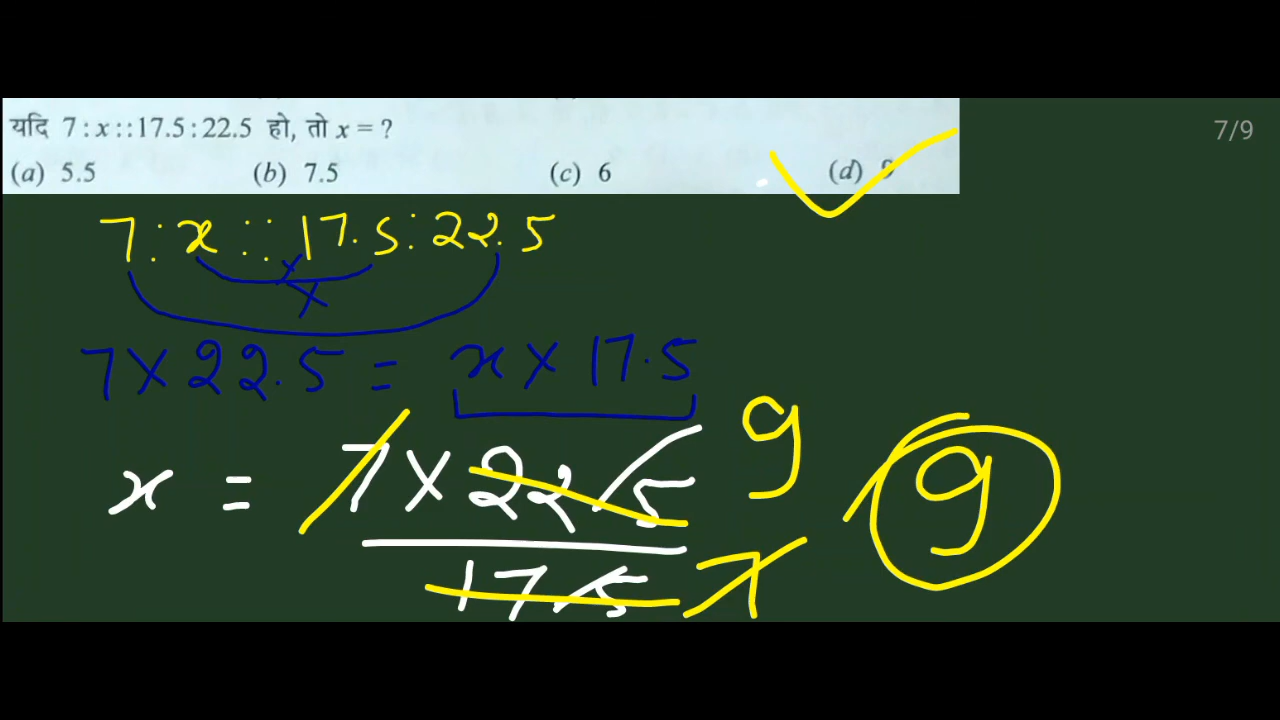 यदि 7 : x : : 17.5 : 22.5 हो, तो x = ?
7/9
(a) 5.5 (b) 7.5 (c) 6 (d) 9
7 : x :: 17.5 : 22.5
7 × 22.5 = x × 17.5
9
x = 7 × 22.5 9
17.5 7